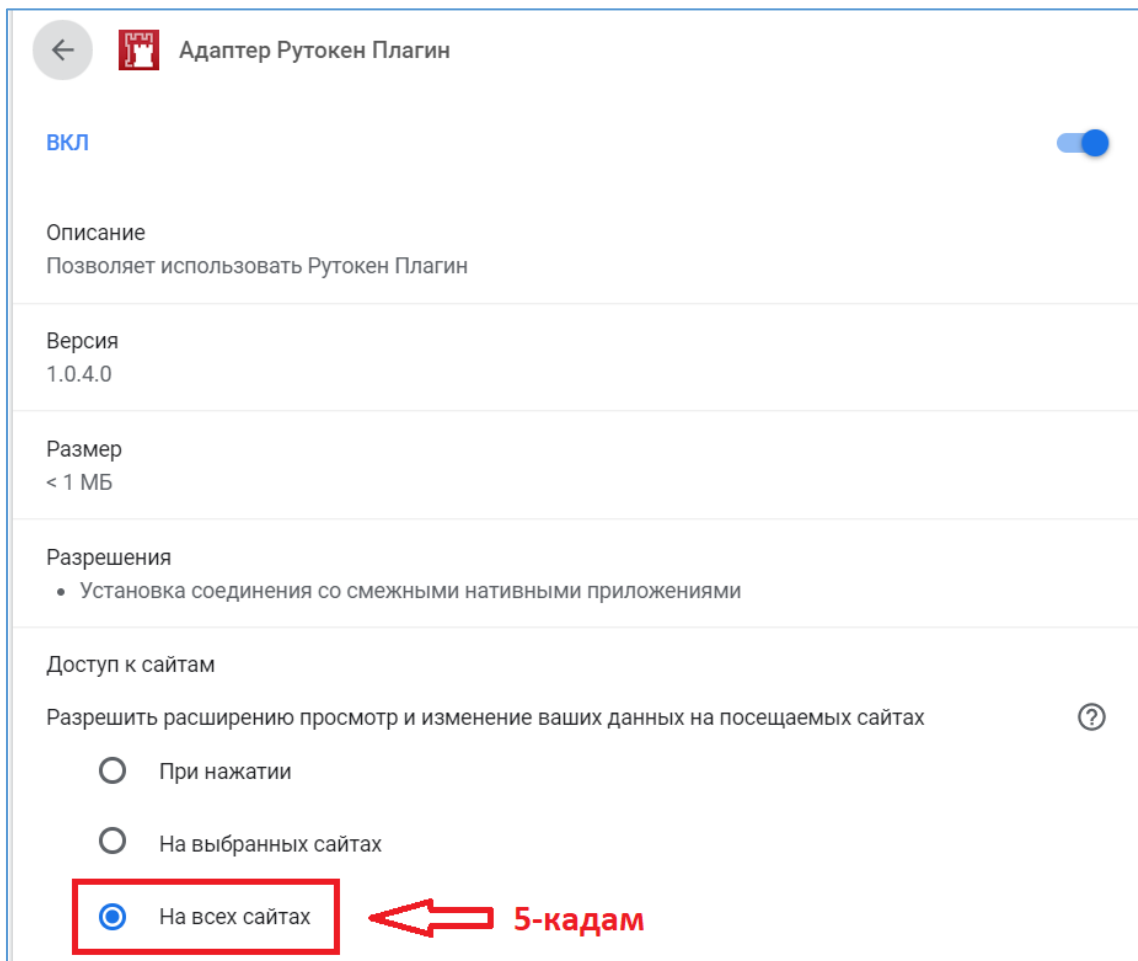 Адаптер Рутокен Плагин
ВКЛ
Описание
Позволяет использовать Рутокен Плагин
Версия
1.0.4.0
Размер
< 1 МБ
Разрешения
• Установка соединения со смежными нативными приложениями
Доступ к сайтам
Разрешить расширению просмотр и изменение ваших данных на посещаемых сайтах
При нажатии
На выбранных сайтах
На всех сайтах
5-кадам